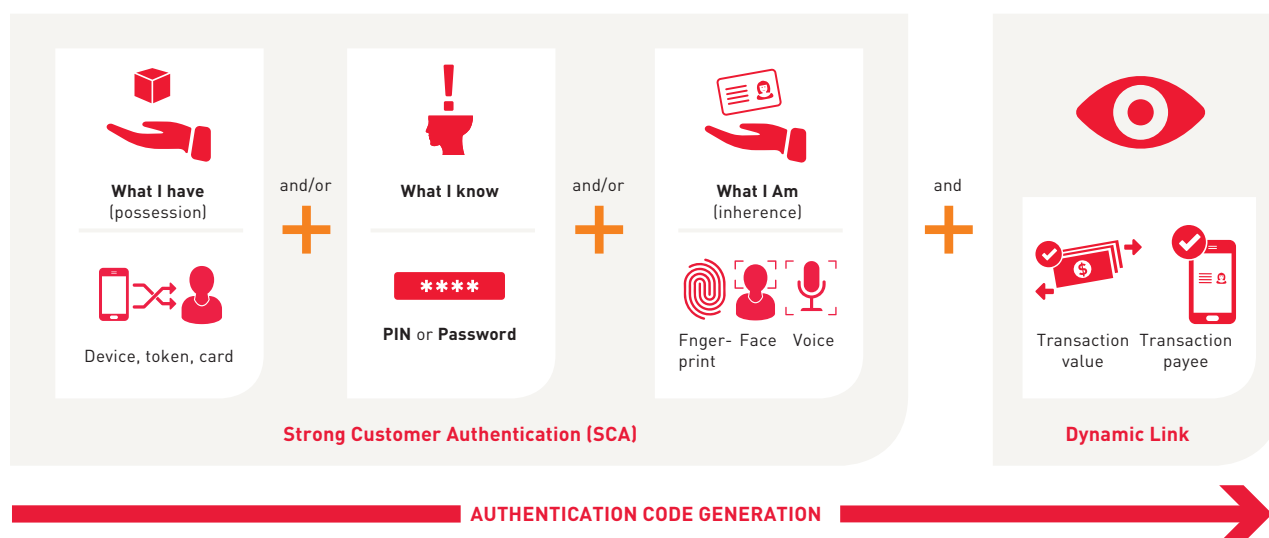 What I have
(possession)
Device, token, card
and/or
What I know
****
PIN or Password
and/or
What I Am
(inherence)
Fnger-
print
Face
Voice
Strong Customer Authentication (SCA)
and
$
Transaction
value
Transaction
payee
Dynamic Link
AUTHENTICATION CODE GENERATION